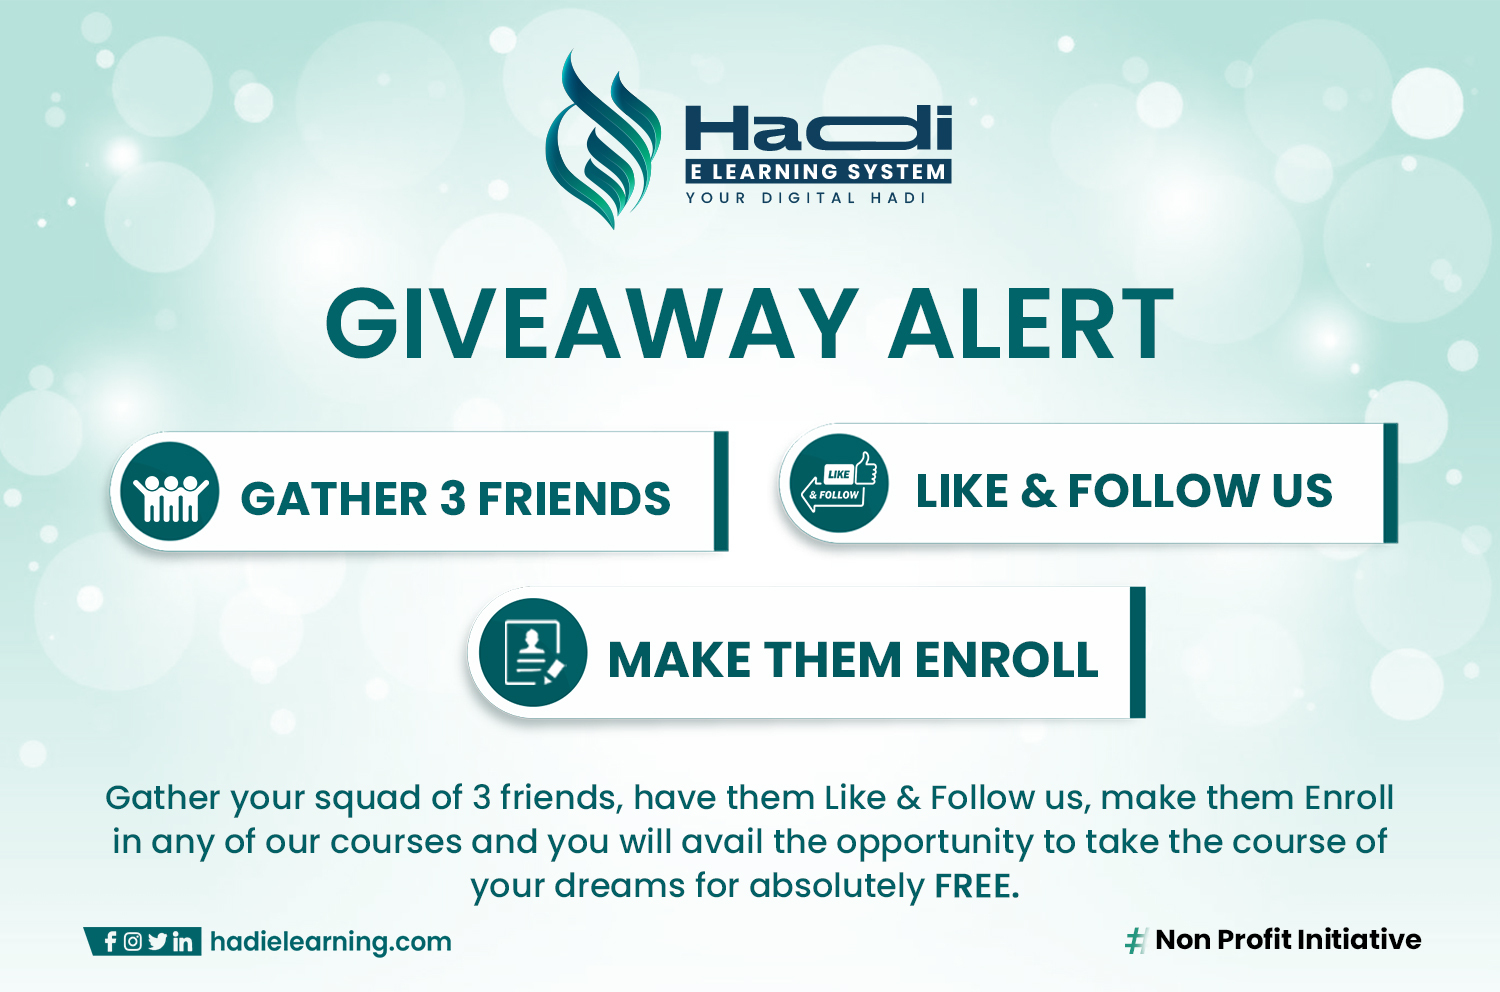 Hadi
E LEARNING SYSTEM
YOUR DIGITAL HADI
GIVEAWAY ALERT
GATHER 3 FRIENDS
LIKE
& FOLLOW
LIKE & FOLLOW US
MAKE THEM ENROLL
Gather your squad of 3 friends, have them Like & Follow us, make them Enroll
in any of our courses and you will avail the opportunity to take the course of
your dreams for absolutely FREE.
hadielearning.com
# Non Profit Initiative